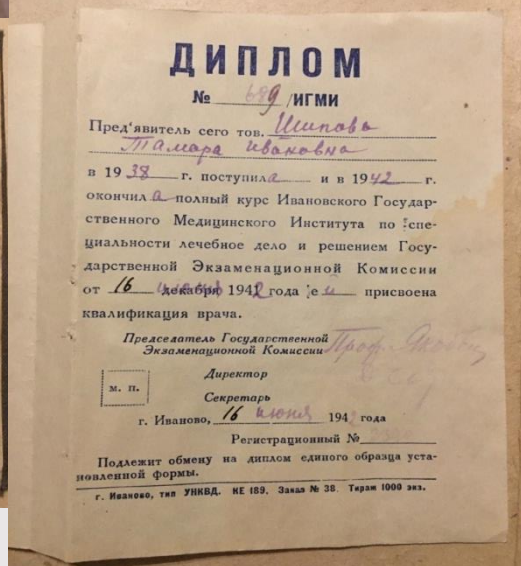 ДИПЛОМ
№ 689/ИГМИ
Пред'явитель сего тов. Шипова
Тамара Ивановна
в 1938 г. поступила и в 1942 г.
окончила полный курс Ивановского Государ-
ственного Медицинского Института по спе-
циальности лечебное дело и решением Госу-
дарственной Экзаменационной Комиссии
от 16 декабря 1942 года ей присвоена
квалификация врача.
Председатель Государственной
Экзаменационной Комиссии Проф.
м. п.
Директор
Секретарь
г. Иваново, 16 июня 1942 года
Регистрационный №
Подлежит обмену на диплом единого образца уста-
новленной формы.
г. Иваново, тип УНКВД. КЕ 189. Заказ № 38. Тираж 1000 экз.